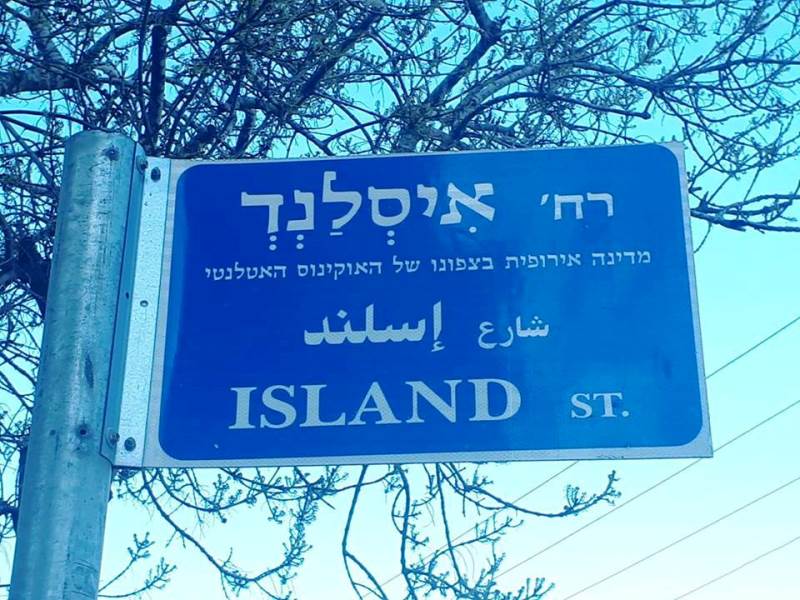 רח' אִיסְלַנְדְ
מדינה אירופית בצפונו של האוקינוס האטלנטי
شارع إسلند
ISLAND ST.